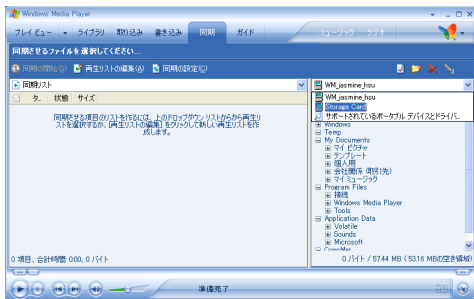 Windows Media Player
プレイ ビュー
ライブラリ
取り込み
書き込み
同期
ガイド
ミュージック
ラジオ
同期させるファイルを選択してください...
同期の開始(S)
再生リストの編集(A)
同期の設定(C)
同期リスト
WM_jasmine_hsu
タ...
状態
サイズ
WM_jasmine_hsu
Storage Card
サポートされているポータブル デバイスとドライバ...
同期させる項目のリストを作るには、上のドロップダウン リストからから再生リ
ストを選択するか、[再生リストの編集] をクリックして新しい再生リストを作
成します。
Windows
Temp
My Documents
マイ ピクチャ
テンプレート
個人用
会社関係 (取引先)
マイ ミュージック
Program Files
接続
Windows Media Player
Tools
Application Data
Volatile
Sounds
Microsoft
ConnMgr
0 項目、合計時間: 0:00、0 バイト
0 バイト / 57.44 MB (53.16 MBの空き領域)
準備完了